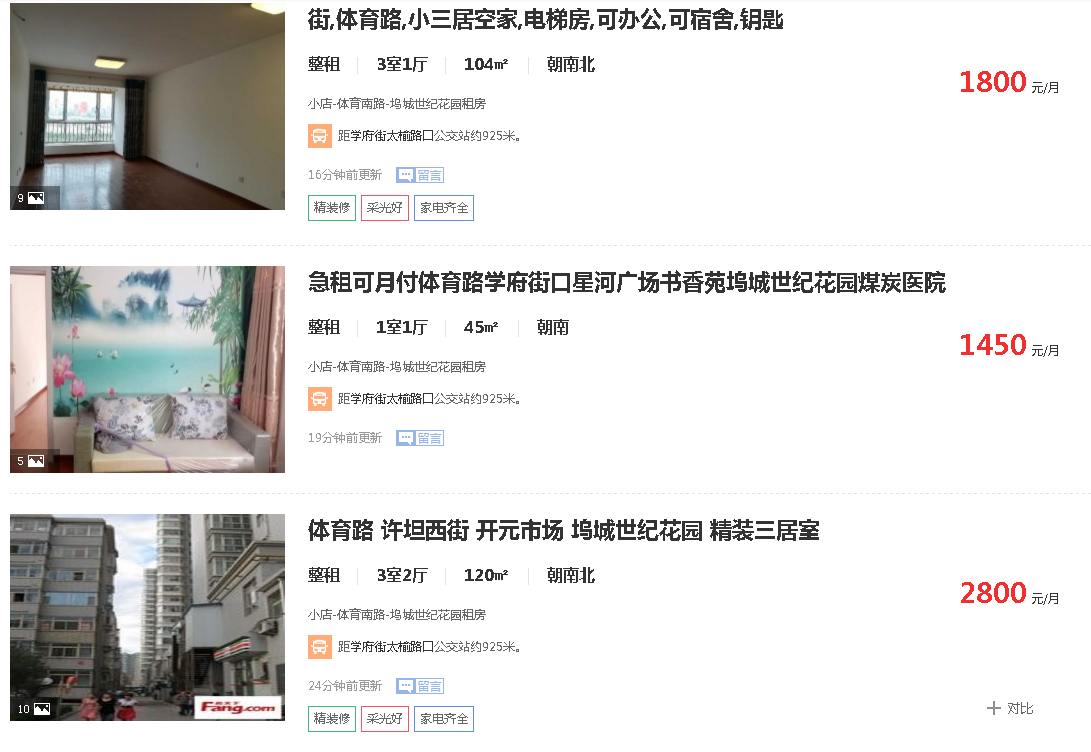 街,体育路,小三居空家,电梯房,可办公,可宿舍,钥匙
整租 3室1厅 104㎡ 朝南北
1800 元/月
小店-体育南路-坞城世纪花园租房
距学府街太榆路口公交站约925米。
16分钟前更新 留言
9
精装修 采光好 家电齐全
急租可月付体育路学府街口星河广场书香苑坞城世纪花园煤炭医院
整租 1室1厅 45㎡ 朝南
1450 元/月
小店-体育南路-坞城世纪花园租房
距学府街太榆路口公交站约925米。
19分钟前更新 留言
5
体育路 许坦西街 开元市场 坞城世纪花园 精装三居室
整租 3室2厅 120㎡ 朝南北
2800 元/月
小店-体育南路-坞城世纪花园租房
距学府街太榆路口公交站约925米。
24分钟前更新 留言
10
Fang.com
对比
精装修 采光好 家电齐全